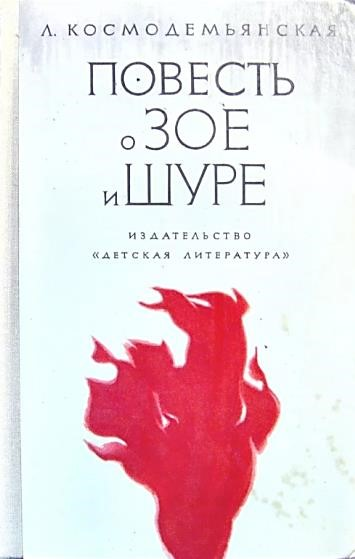 Л. КОСМОДЕМЬЯНСКАЯ
ПОВЕСТЬ
о ЗОЕ
и ШУРЕ
ИЗДАТЕЛЬСТВО
«ДЕТСКАЯ ЛИТЕРАТУРА»